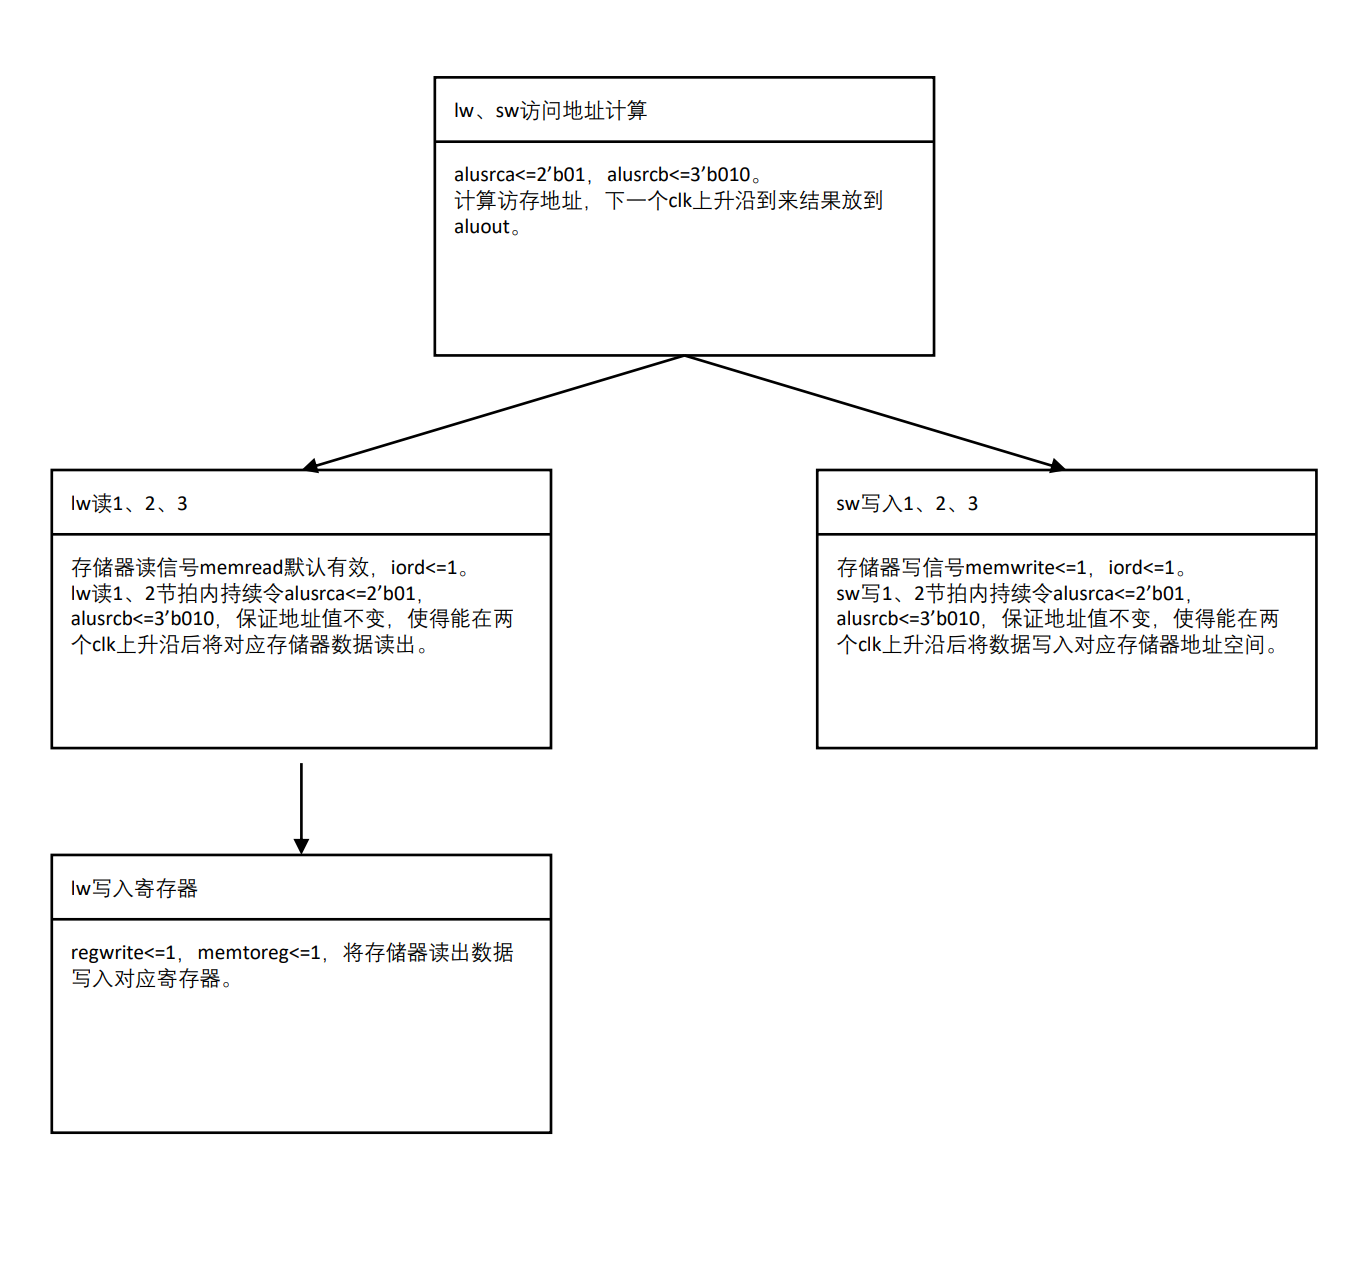 lw、sw访问地址计算
alusrca<=2’b01，alusrcb<=3’b010。
计算访存地址，下一个clk上升沿到来结果放到
aluout。
lw读1、2、3
存储器读信号memread默认有效，iord<=1。
lw读1、2节拍内持续令alusrca<=2’b01，
alusrcb<=3’b010，保证地址值不变，使得能在两
个clk上升沿后将对应存储器数据读出。
sw写入1、2、3
存储器写信号memwrite<=1，iord<=1。
sw写1、2节拍内持续令alusrca<=2’b01，
alusrcb<=3’b010，保证地址值不变，使得能在两
个clk上升沿后将数据写入对应存储器地址空间。
lw写入寄存器
regwrite<=1，memtoreg<=1，将存储器读出数据
写入对应寄存器。